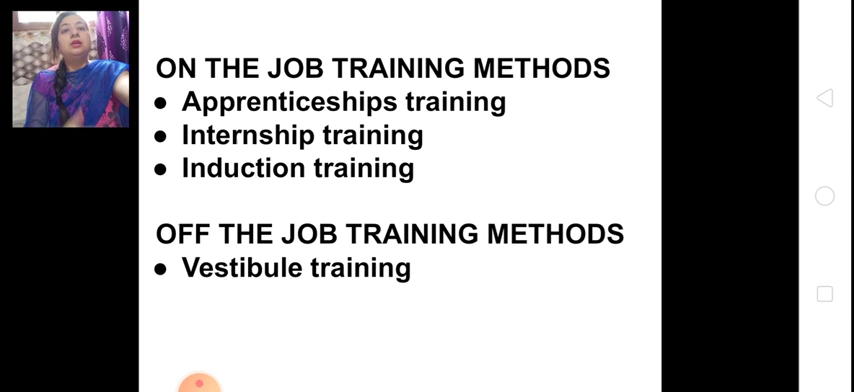 ON THE JOB TRAINING METHODS
● Apprenticeships training
● Internship training
● Induction training
OFF THE JOB TRAINING METHODS
● Vestibule training